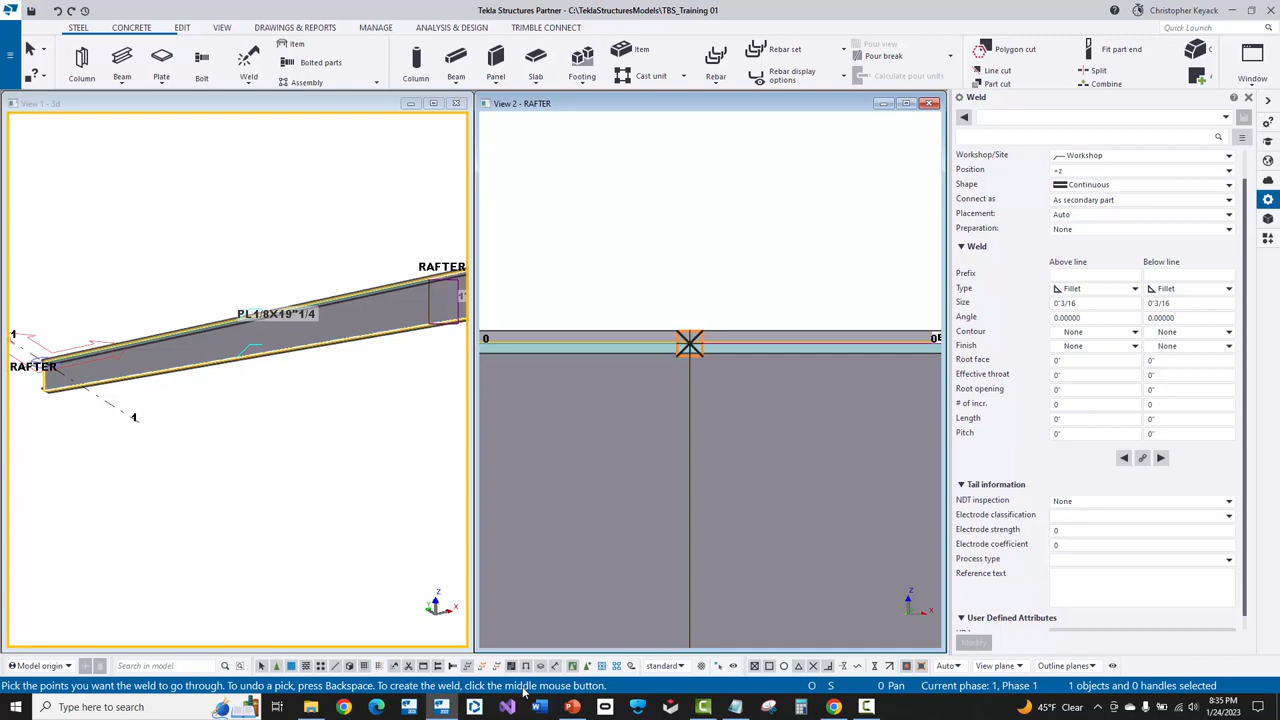 Tekla Structures Partner - C:\TeklaStructuresModels\TBS_Training 01
Christopher Keyack
STEEL CONCRETE EDIT VIEW DRAWINGS & REPORTS MANAGE ANALYSIS & DESIGN TRIMBLE CONNECT
Quick Launch
Column Beam Plate Bolt Weld
Item
Bolted parts
Assembly
Column Beam Panel Slab Footing
Item
Cast unit
Rebar
Rebar set
Rebar display options
Pour view
Pour break
Calculate pour units
Polygon cut
Line cut
Part cut
Fit part end
Split
Combine
Window
View 1 - 3d
View 2 - RAFTER
RAFTER
PL1/8X19"1/4
1
RAFTER
1
Z
X
0
0
Z
X
Weld
Workshop/Site Workshop
Position +z
Shape Continuous
Connect as As secondary part
Placement: Auto
Preparation: None
Weld
Above line Below line
Prefix
Type Fillet Fillet
Size 0"3/16 0"3/16
Angle 0.00000 0.00000
Contour None None
Finish None None
Root face 0" 0"
Effective throat 0" 0"
Root opening 0" 0"
# of incr. 0 0
Length 0" 0"
Pitch 0" 0"
Tail information
NDT inspection None
Electrode classification
Electrode strength 0
Electrode coefficient 0
Process type
Reference text
User Defined Attributes
Modify
Model origin Search in model standard Auto View plane Outline planes
Pick the points you want the weld to go through. To undo a pick, press Backspace. To create the weld, click the middle mouse button.
O S 0 Pan Current phase: 1, Phase 1 1 objects and 0 handles selected
Type here to search
45°F Clear
8:35 PM
1/24/2023